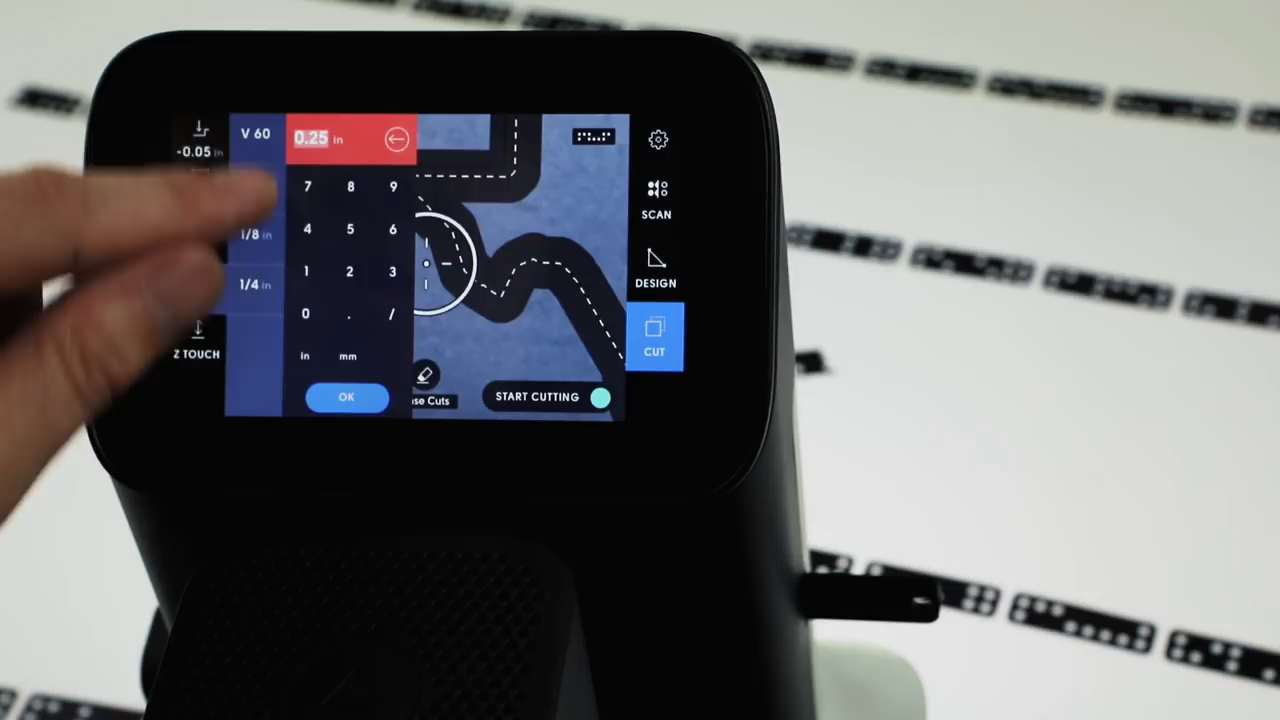 -0.05 in
V 60
0.25 in
7 8 9
4 5 6
1 2 3
0 . /
in mm
OK
1/8 in
1/4 in
Z TOUCH
se Cuts
START CUTTING
SCAN
DESIGN
CUT